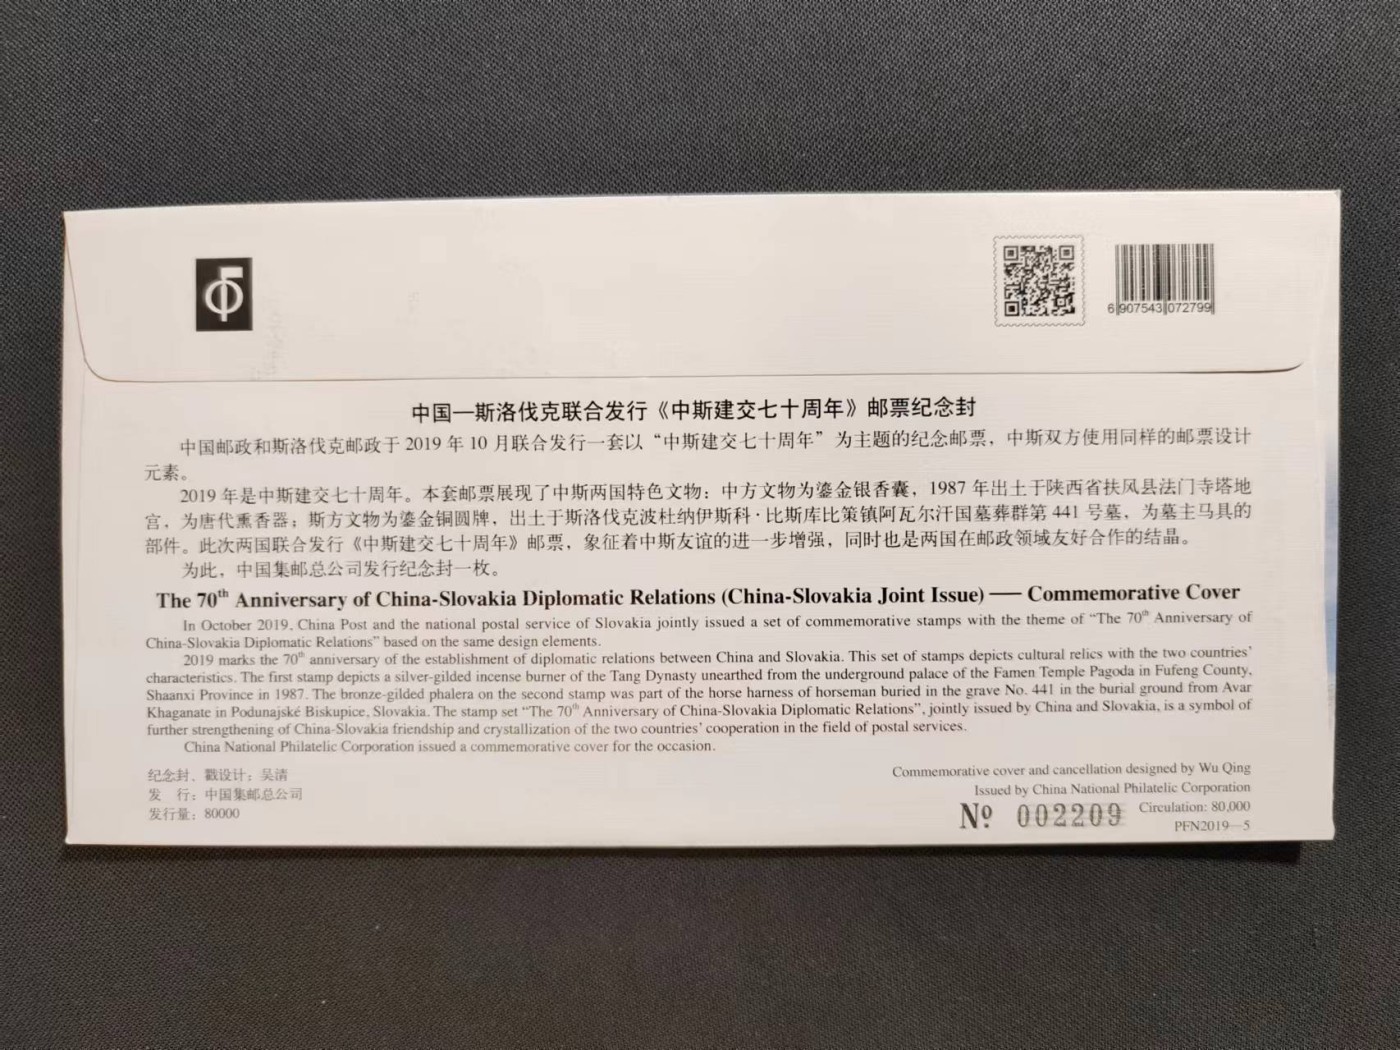 6 907543 072799
中国—斯洛伐克联合发行《中斯建交七十周年》邮票纪念封
中国邮政和斯洛伐克邮政于 2019 年 10 月联合发行一套以“中斯建交七十周年”为主题的纪念邮票，中斯双方使用同样的邮票设计
元素。
2019 年是中斯建交七十周年。本套邮票展现了中斯两国特色文物：中方文物为鎏金银香囊，1987 年出土于陕西省扶风县法门寺塔地
宫，为唐代熏香器；斯方文物为鎏金铜圆牌，出土于斯洛伐克波杜纳伊斯科·比斯库比策镇阿瓦尔汗国墓葬群第 441 号墓，为墓主马具的
部件。此次两国联合发行《中斯建交七十周年》邮票，象征着中斯友谊的进一步增强，同时也是两国在邮政领域友好合作的结晶。
为此，中国集邮总公司发行纪念封一枚。
The 70th Anniversary of China-Slovakia Diplomatic Relations (China-Slovakia Joint Issue) — Commemorative Cover
In October 2019, China Post and the national postal service of Slovakia jointly issued a set of commemorative stamps with the theme of “The 70th Anniversary of
China-Slovakia Diplomatic Relations” based on the same design elements.
2019 marks the 70th anniversary of the establishment of diplomatic relations between China and Slovakia. This set of stamps depicts cultural relics with the two countries’
characteristics. The first stamp depicts a silver-gilded incense burner of the Tang Dynasty unearthed from the underground palace of the Famen Temple Pagoda in Fufeng County,
Shaanxi Province in 1987. The bronze-gilded phalera on the second stamp was part of the horse harness of horseman buried in the grave No. 441 in the burial ground from Avar
Khaganate in Podunajské Biskupice, Slovakia. The stamp set “The 70th Anniversary of China-Slovakia Diplomatic Relations”, jointly issued by China and Slovakia, is a symbol of
further strengthening of China-Slovakia friendship and crystallization of the two countries’ cooperation in the field of postal services.
China National Philatelic Corporation issued a commemorative cover for the occasion.
纪念封、戳设计：吴清
发 行：中国集邮总公司
发行量：80000
Commemorative cover and cancellation designed by Wu Qing
Issued by China National Philatelic Corporation
Circulation: 80,000
№ 002209
PFN2019—5